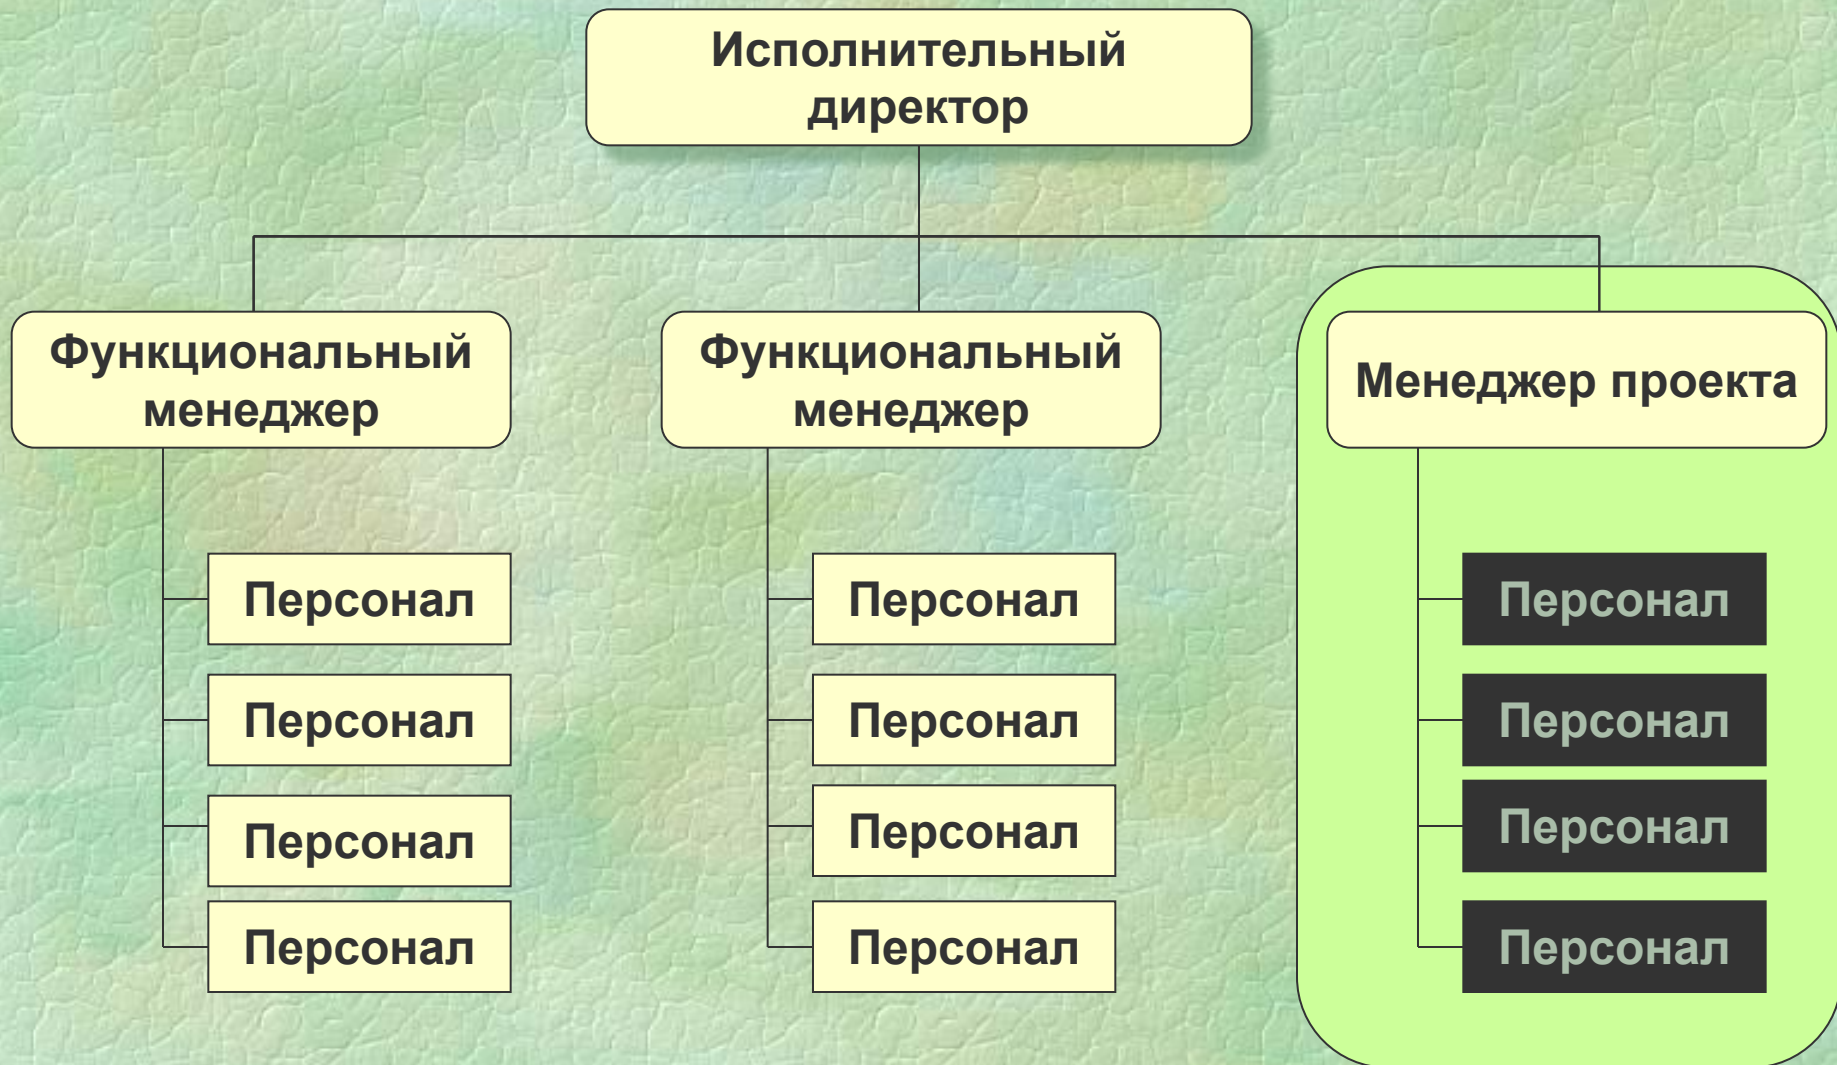 Исполнительный
директор
Функциональный
менеджер
Функциональный
менеджер
Менеджер проекта
Персонал
Персонал
Персонал
Персонал
Персонал
Персонал
Персонал
Персонал
Персонал
Персонал
Персонал
Персонал